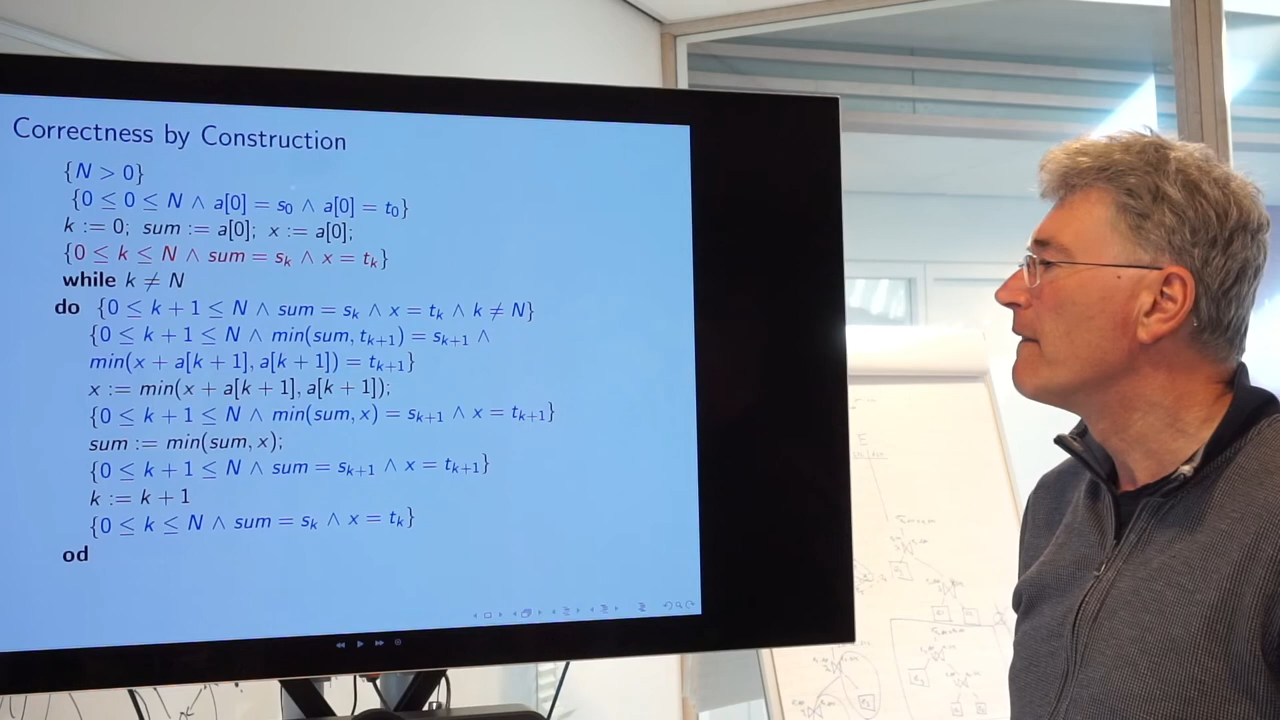 Correctness by Construction
{N > 0}
{0 ≤ 0 ≤ N ∧ a[0] = s₀ ∧ a[0] = t₀}
k := 0; sum := a[0]; x := a[0];
{0 ≤ k ≤ N ∧ sum = sₖ ∧ x = tₖ}
while k ≠ N
do {0 ≤ k + 1 ≤ N ∧ sum = sₖ ∧ x = tₖ ∧ k ≠ N}
{0 ≤ k + 1 ≤ N ∧ min(sum, tₖ₊₁) = sₖ₊₁ ∧
min(x + a[k + 1], a[k + 1]) = tₖ₊₁}
x := min(x + a[k + 1], a[k + 1]);
{0 ≤ k + 1 ≤ N ∧ min(sum, x) = sₖ₊₁ ∧ x = tₖ₊₁}
sum := min(sum, x);
{0 ≤ k + 1 ≤ N ∧ sum = sₖ₊₁ ∧ x = tₖ₊₁}
k := k + 1
{0 ≤ k ≤ N ∧ sum = sₖ ∧ x = tₖ}
od